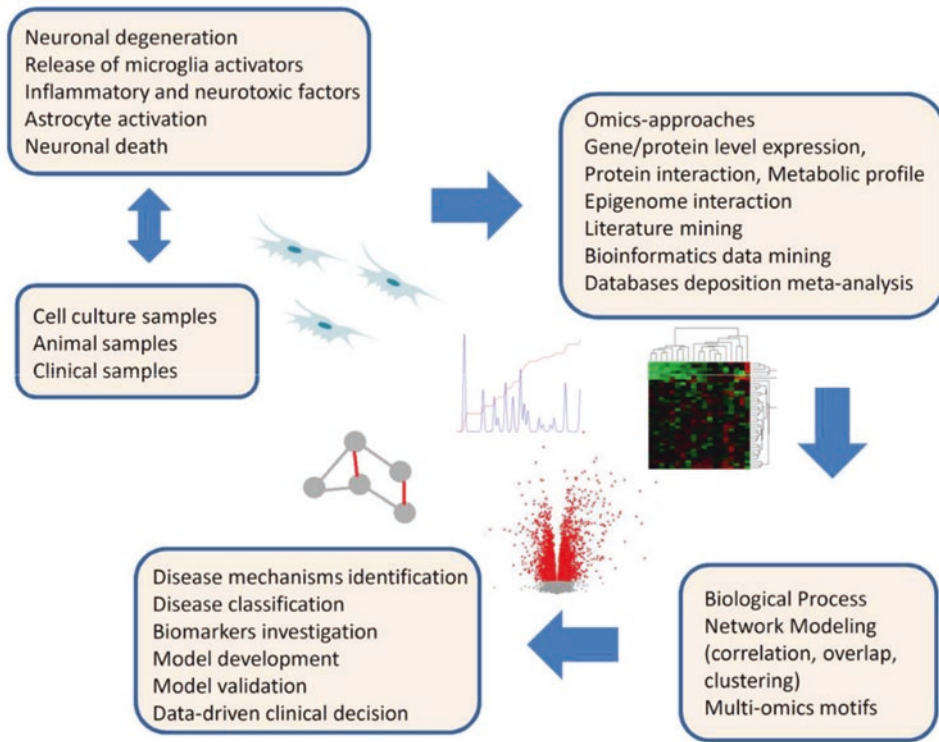 Neuronal degeneration
Release of microglia activators
Inflammatory and neurotoxic factors
Astrocyte activation
Neuronal death
Omics-approaches
Gene/protein level expression,
Protein interaction, Metabolic profile
Epigenome interaction
Literature mining
Bioinformatics data mining
Databases deposition meta-analysis
Cell culture samples
Animal samples
Clinical samples
Disease mechanisms identification
Disease classification
Biomarkers investigation
Model development
Model validation
Data-driven clinical decision
Biological Process
Network Modeling
(correlation, overlap,
clustering)
Multi-omics motifs